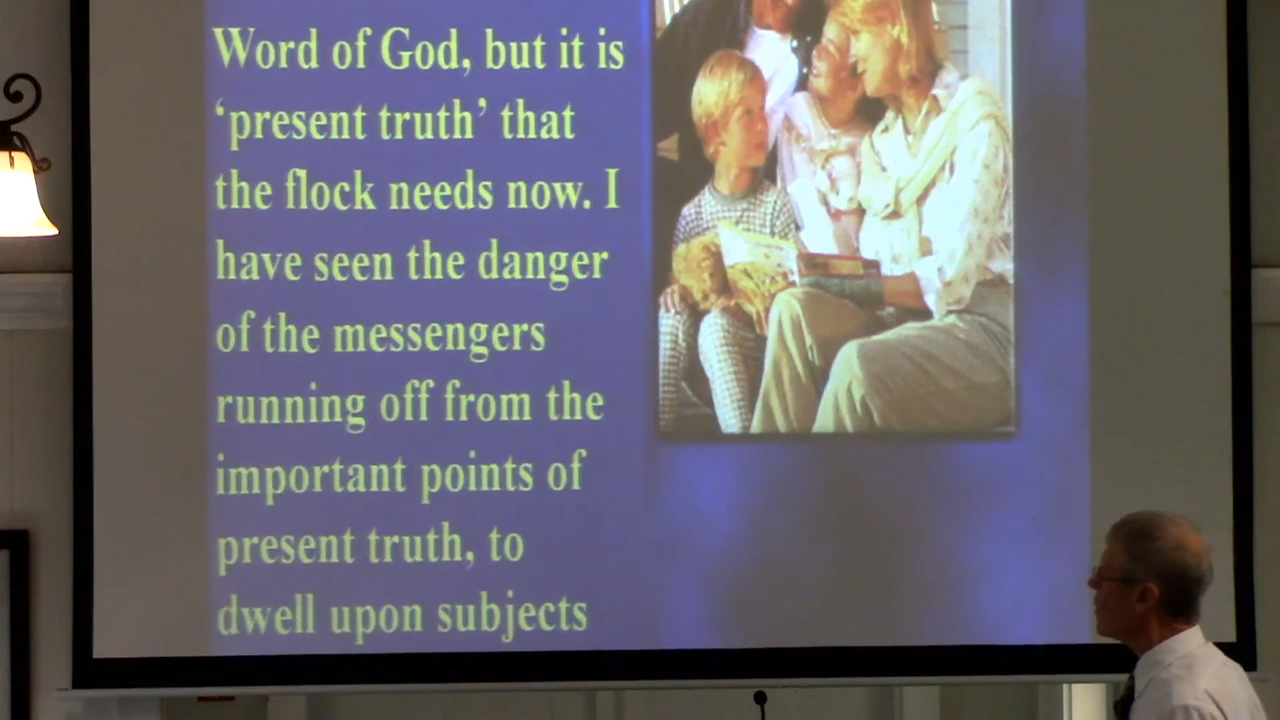 Word of God, but it is
‘present truth’ that
the flock needs now. I
have seen the danger
of the messengers
running off from the
important points of
present truth, to
dwell upon subjects